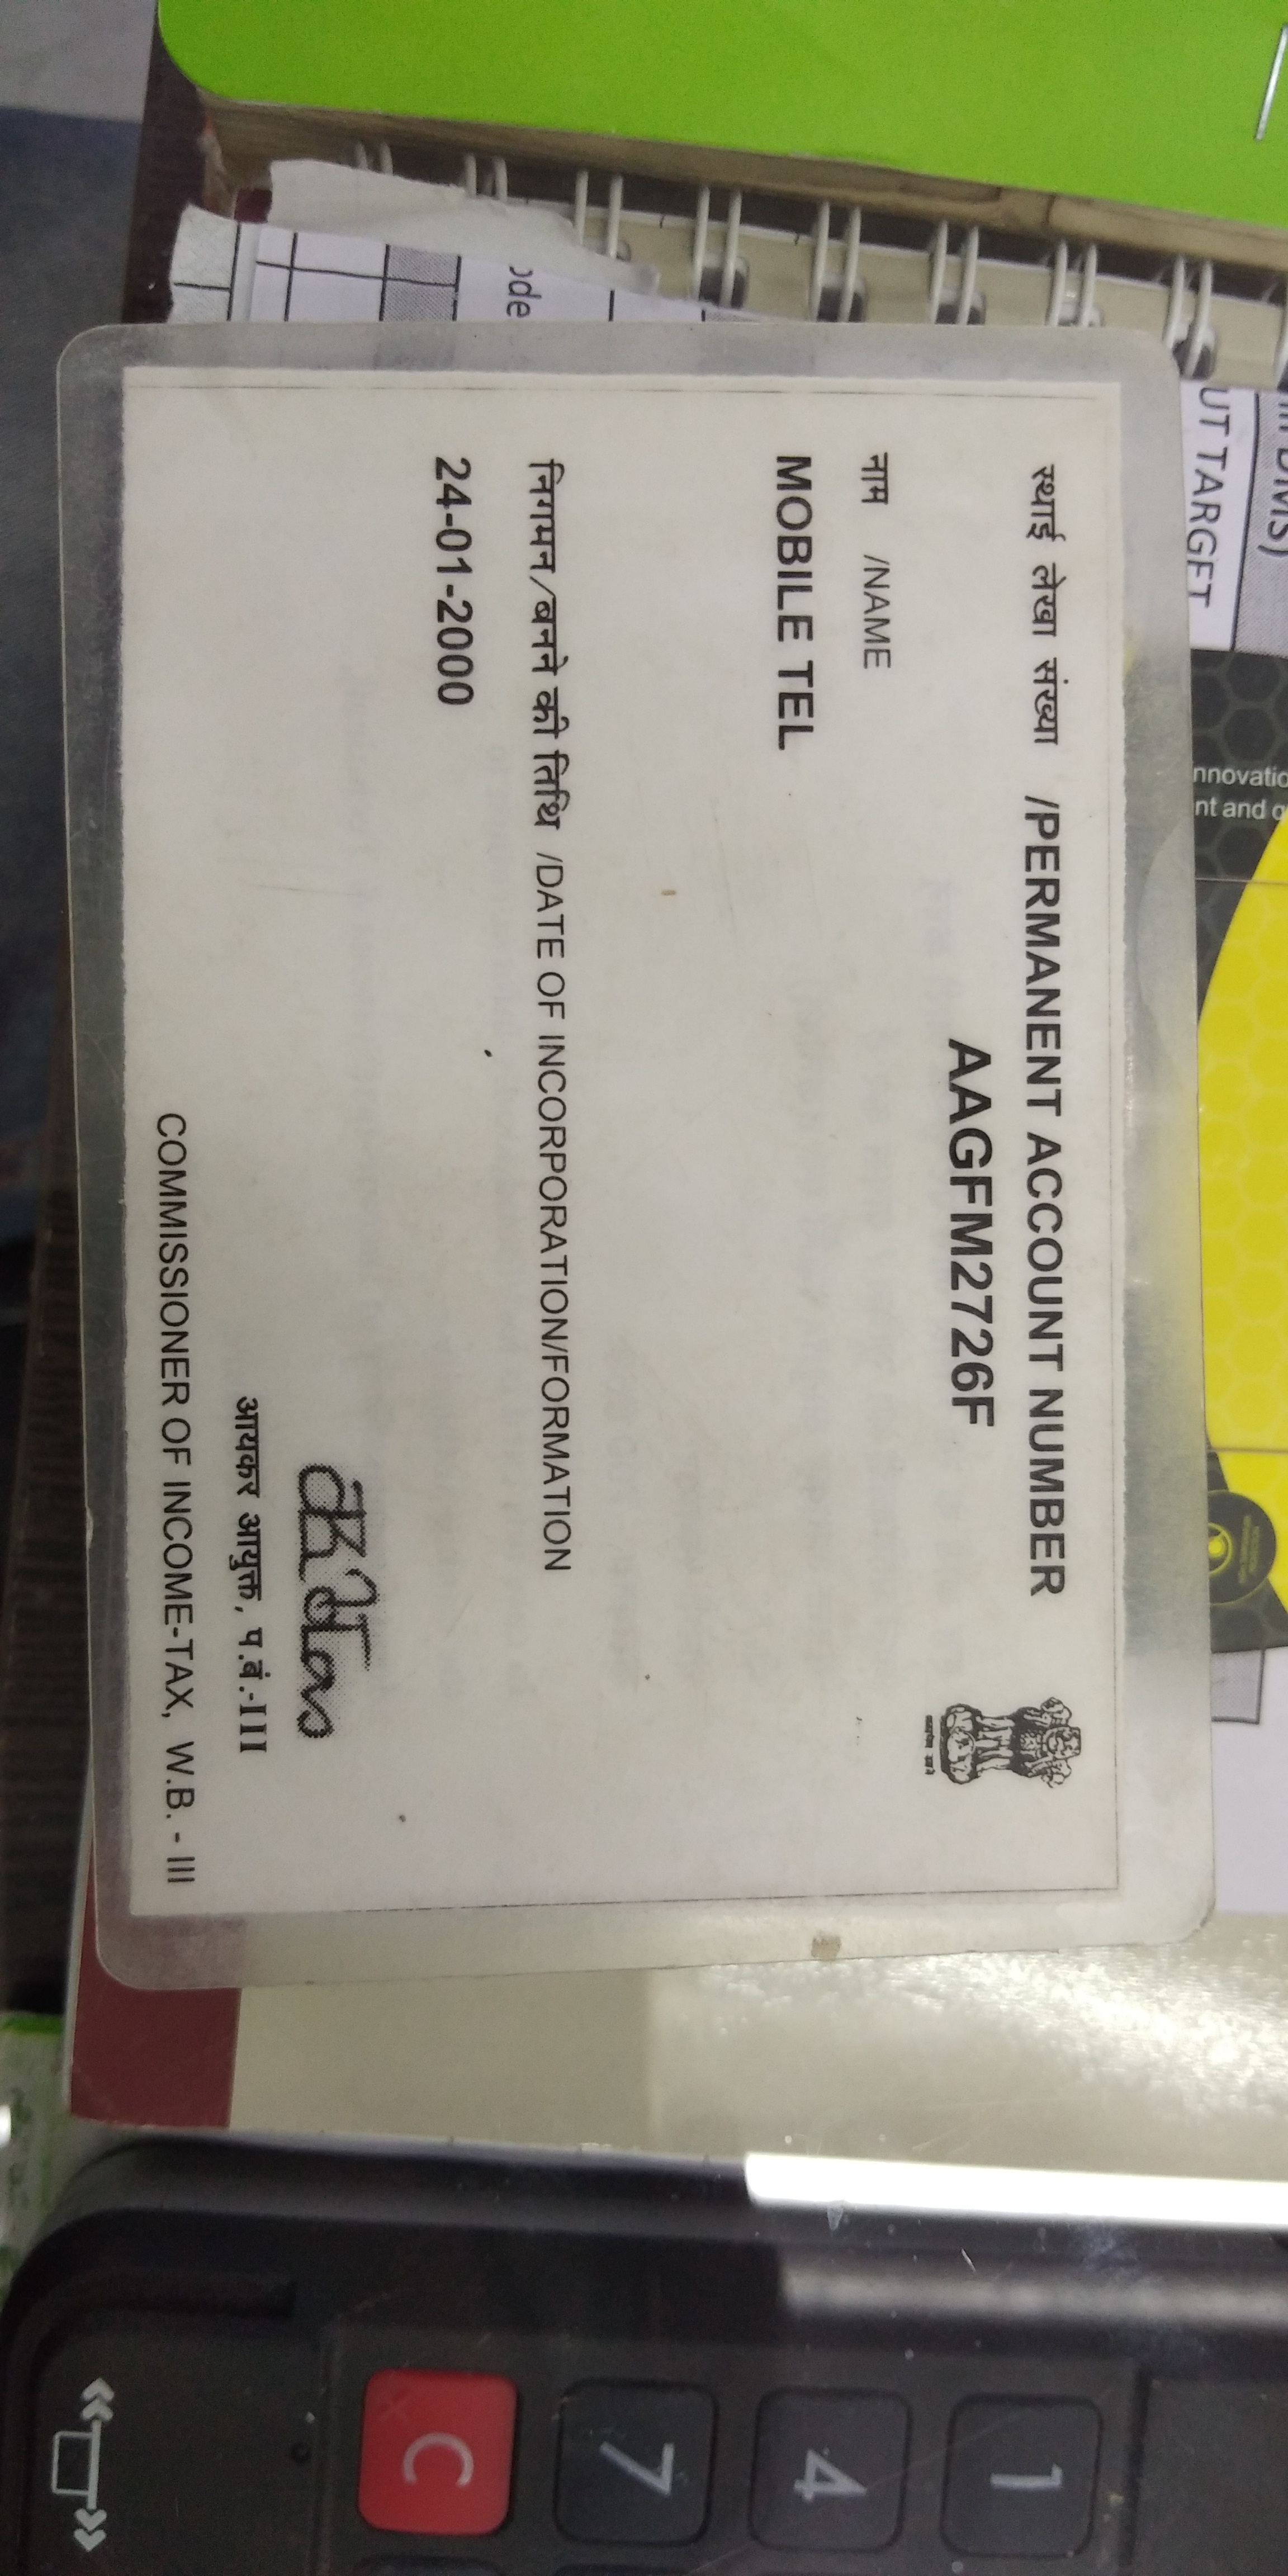 स्थाई लेखा संख्या /PERMANENT ACCOUNT NUMBER
AAGFM2726F
नाम /NAME
MOBILE TEL
निगमन/बनने की तिथि /DATE OF INCORPORATION/FORMATION
24-01-2000
आयकर आयुक्त, प.बं.-III
COMMISSIONER OF INCOME-TAX, W.B. - III
ode
UT TARGET
DMS)
nnovatio
nt and
C
7
4
1